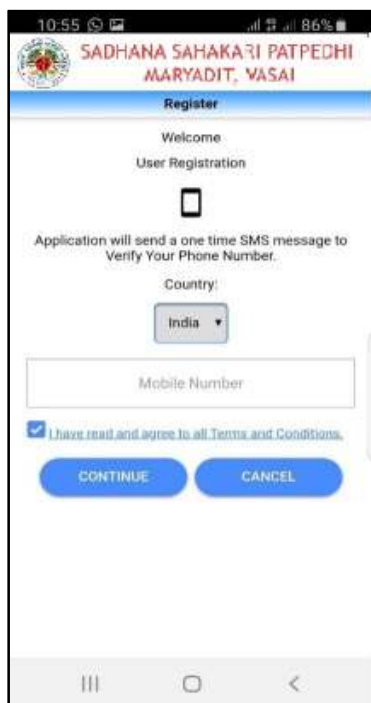 10:55 86%
SADHANA SAHAKARI PATPEDHI
MARYADIT, VASAI
Register
Welcome
User Registration
Application will send a one time SMS message to
Verify Your Phone Number.
Country:
India
Mobile Number
I have read and agree to all Terms and Conditions.
CONTINUE CANCEL